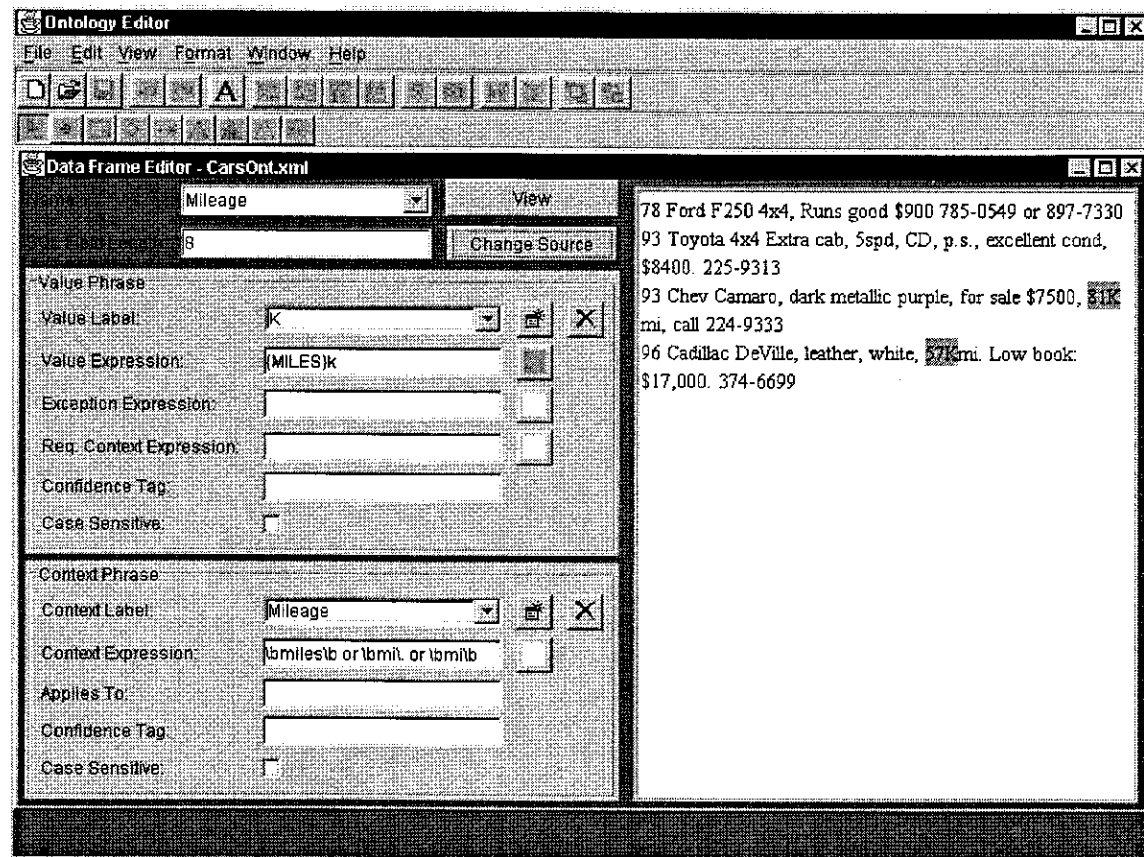 Ontology Editor
File Edit View Format Window Help
A
Data Frame Editor - CarsOnt.xml
Mileage
View
8
Change Source
Value Phrase
Value Label:
K
Value Expression:
{MILES}k
Exception Expression:
Req. Context Expression:
Confidence Tag:
Case Sensitive:
Context Phrase
Context Label:
Mileage
Context Expression:
\bmiles\b or \bmi\. or \bmi\b
Applies To:
Confidence Tag:
Case Sensitive:
78 Ford F250 4x4, Runs good $900 785-0549 or 897-7330
93 Toyota 4x4 Extra cab, 5spd, CD, p.s., excellent cond,
$8400. 225-9313
93 Chev Camaro, dark metallic purple, for sale $7500, 81K
mi, call 224-9333
96 Cadillac DeVille, leather, white, 57Kmi. Low book:
$17,000. 374-6699